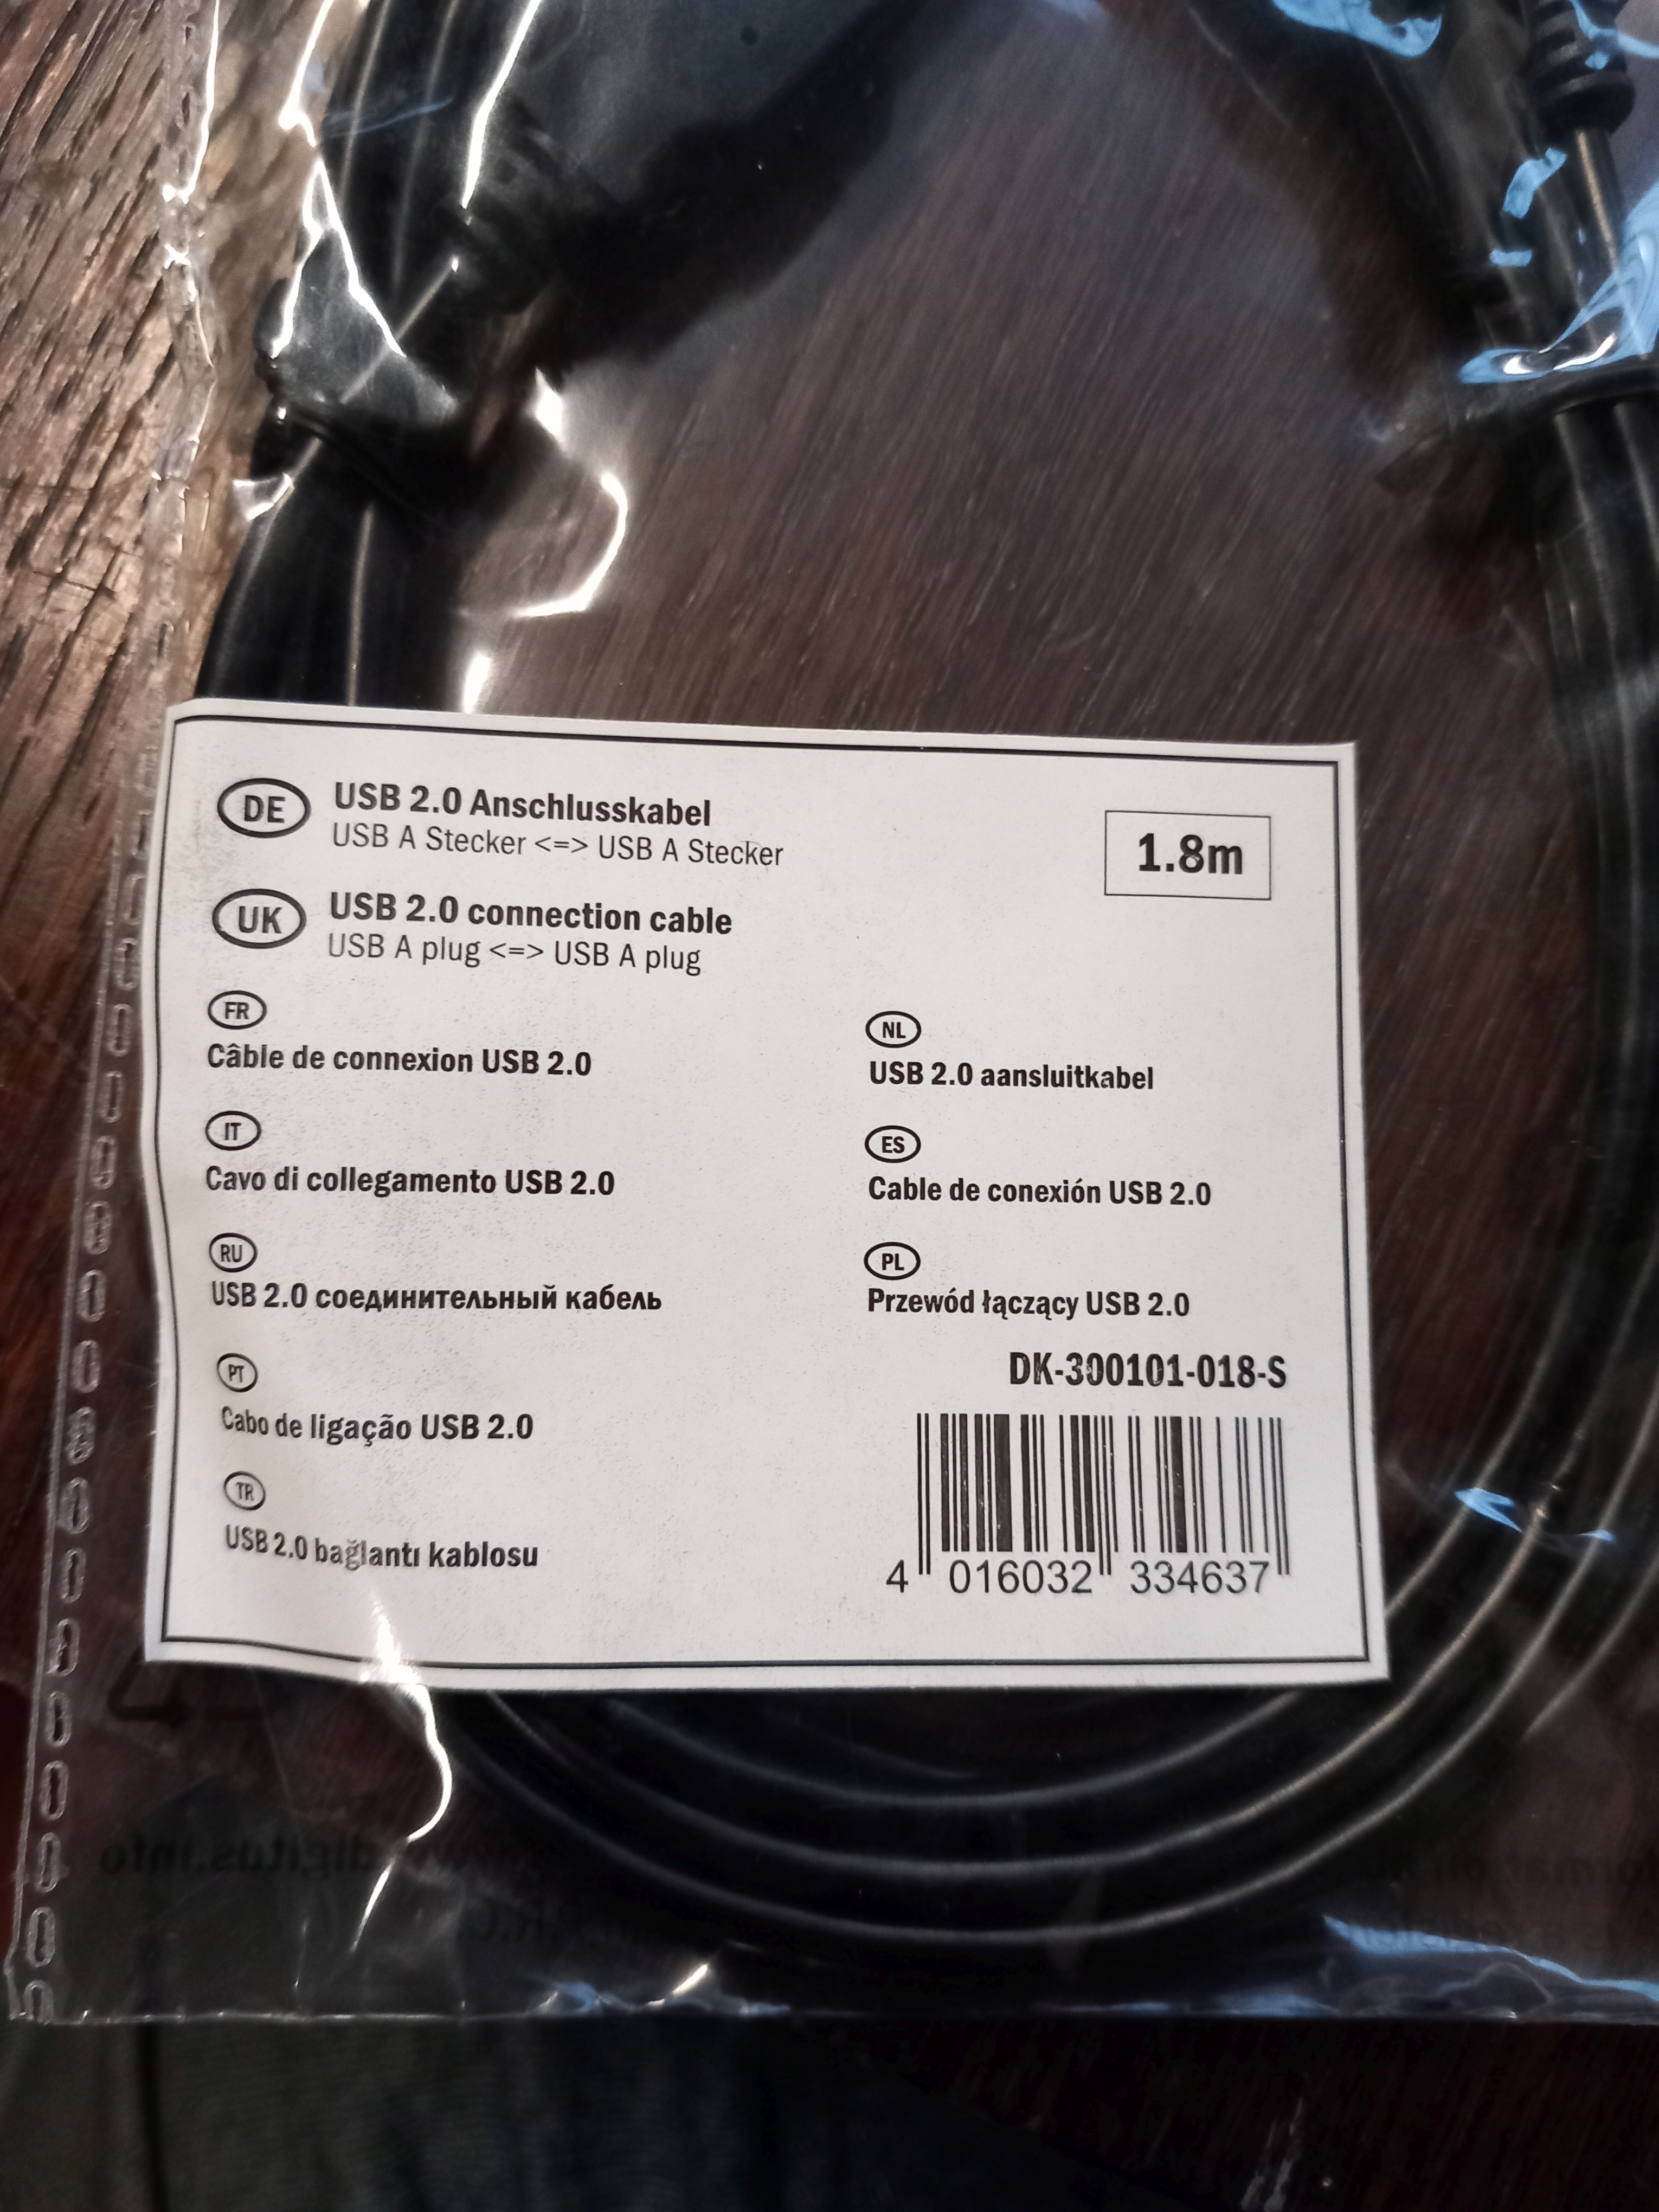 DE
USB 2.0 Anschlusskabel
USB A Stecker <=> USB A Stecker
1.8m
UK
USB 2.0 connection cable
USB A plug <=> USB A plug
FR
Câble de connexion USB 2.0
NL
USB 2.0 aansluitkabel
IT
Cavo di collegamento USB 2.0
ES
Cable de conexión USB 2.0
RU
USB 2.0 соединительный кабель
PL
Przewód łączący USB 2.0
PT
Cabo de ligação USB 2.0
TR
USB 2.0 bağlantı kablosu
DK-300101-018-S
4 016032 334637
digitus.info